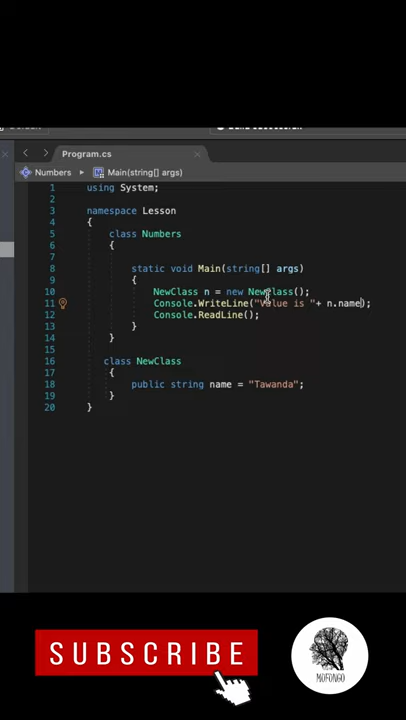 Program.cs
Numbers
Main(string[] args)
1 using System;
2
3 namespace Lesson
4 {
5 class Numbers
6 {
7
8 static void Main(string[] args)
9 {
10 NewClass n = new NewClass();
11 Console.WriteLine("Value is "+ n.name);
12 Console.ReadLine();
13 }
14 }
15
16 class NewClass
17 {
18 public string name = "Tawanda";
19 }
20 }
SUBSCRIBE
MOFONGO